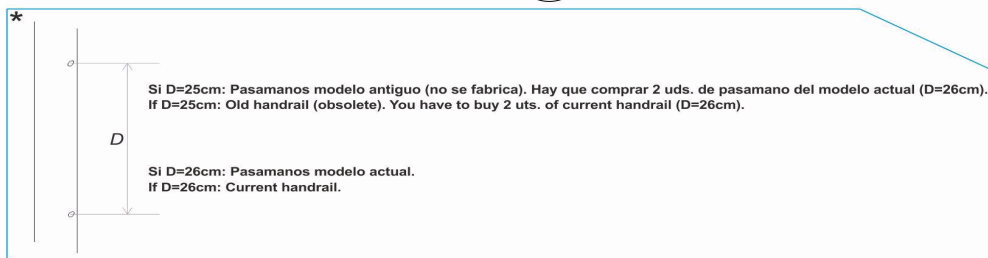 *
Si D=25cm: Pasamanos modelo antiguo (no se fabrica). Hay que comprar 2 uds. de pasamano del modelo actual (D=26cm).
If D=25cm: Old handrail (obsolete). You have to buy 2 uts. of current handrail (D=26cm).
D
Si D=26cm: Pasamanos modelo actual.
If D=26cm: Current handrail.